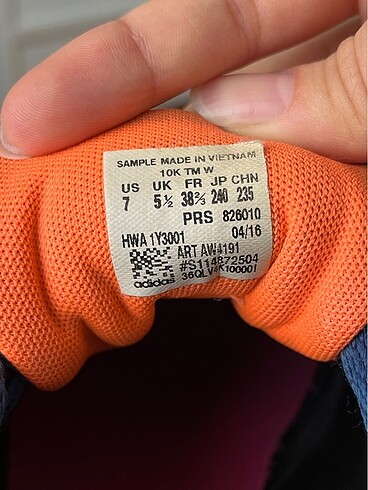 SAMPLE MADE IN VIETNAM
10K TM W
US UK FR JP CHN
7 5½ 38⅔ 240 235
PRS 826010
HWA 1Y3001 04/16
ART AW4191
#S114872504
36QLV4K100001
adidas